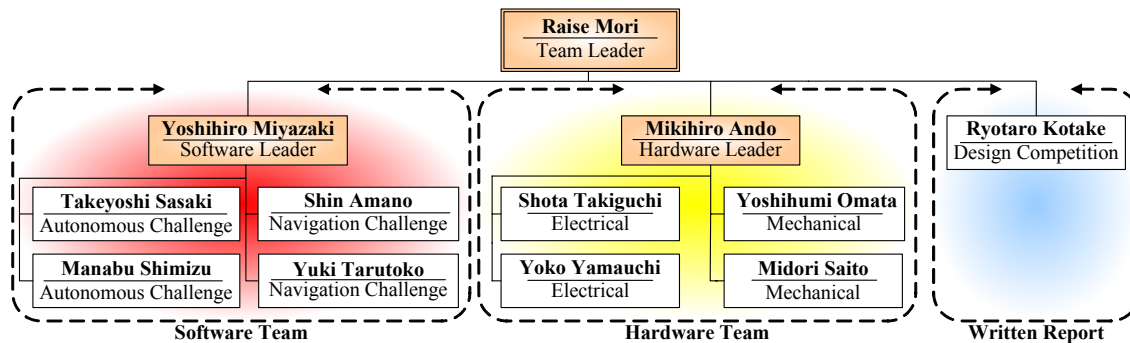 Raise Mori
Team Leader
Yoshihiro Miyazaki
Software Leader
Mikihiro Ando
Hardware Leader
Ryotaro Kotake
Design Competition
Takeyoshi Sasaki
Autonomous Challenge
Shin Amano
Navigation Challenge
Shota Takiguchi
Electrical
Yoshihumi Omata
Mechanical
Manabu Shimizu
Autonomous Challenge
Yuki Tarutoko
Navigation Challenge
Yoko Yamauchi
Electrical
Midori Saito
Mechanical
Software Team
Hardware Team
Written Report